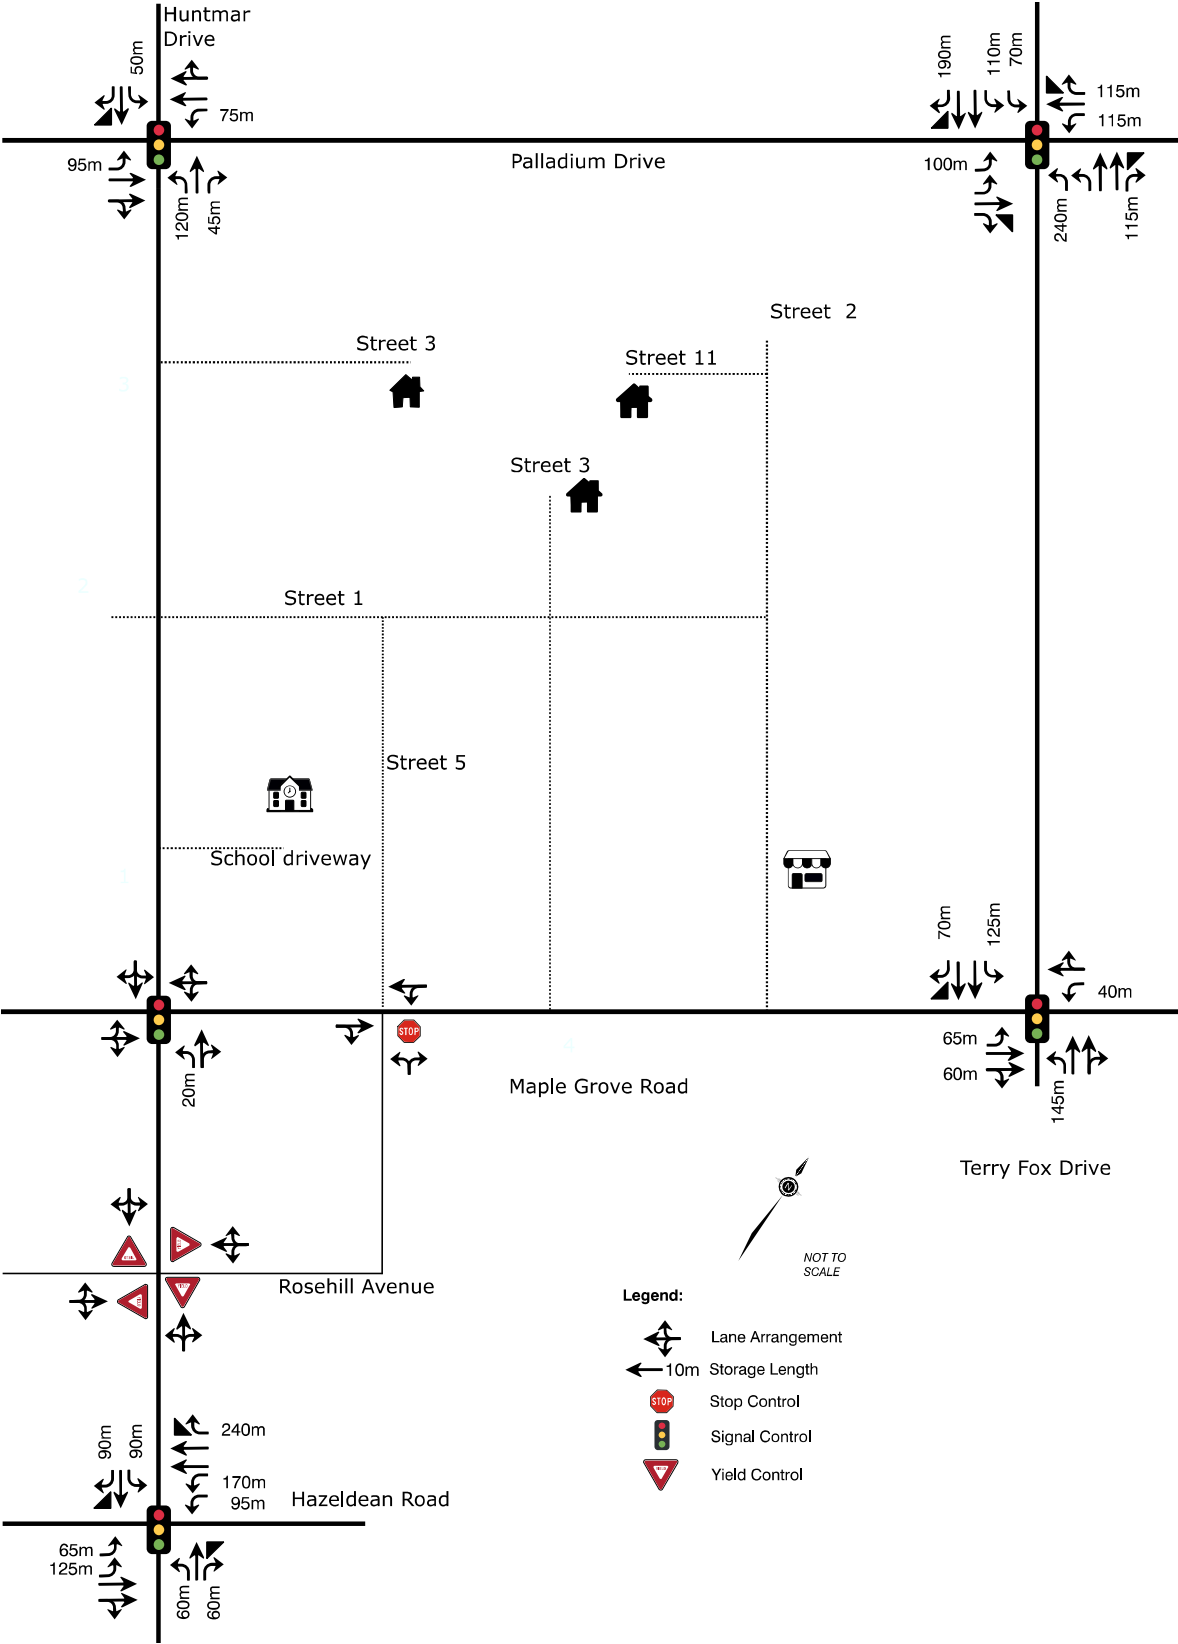 Huntmar
Drive
50m
75m
95m
120m
45m
Palladium Drive
190m
110m
70m
115m
115m
100m
240m
115m
Street 2
Street 3
Street 11
3
Street 3
2
Street 1
Street 5
School driveway
1
70m
125m
40m
65m
60m
145m
STOP
20m
Maple Grove Road
Terry Fox Drive
N
NOT TO
SCALE
Rosehill Avenue
Legend:
Lane Arrangement
10m Storage Length
STOP Stop Control
Signal Control
Yield Control
90m
90m
240m
170m
95m
Hazeldean Road
65m
125m
60m
60m